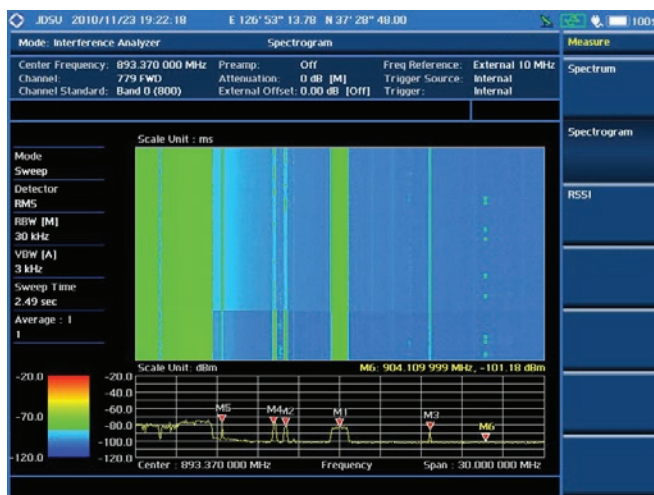 JDSU 2010/11/23 19:22:18 E 126° 53" 13.78 N 37° 28" 48.00 100%
Mode: Interference Analyzer Spectrogram Measure
Center Frequency: 893.370 000 MHz Preamp: Off Freq Reference: External 10 MHz
Channel: 779 FWD Attenuation: 0 dB [M] Trigger Source: Internal
Channel Standard: Band 0 (800) External Offset: 0.00 dB [Off] Trigger: Internal
Spectrum
Spectrogram
RSSI
Scale Unit : ms
Mode
Sweep
Detector
RMS
RBW [M]
30 kHz
VBW [A]
3 kHz
Sweep Time
2.49 sec
Average : 1
1
Scale Unit: dBm M6: 904.109 999 MHz, -101.18 dBm
-20.0
-70.0
-120.0
-20.0
-40.0
-60.0
-80.0
-100.0
-120.0
M5 M4 M2 M1 M3 M6
Center : 893.370 000 MHz Frequency Span : 30.000 000 MHz